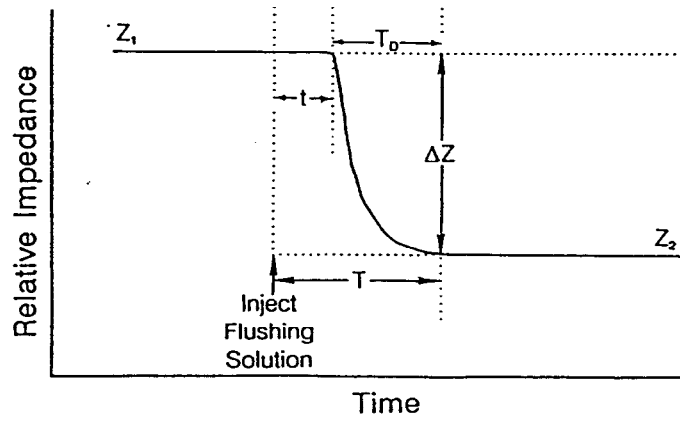 Z₁
T_D
t
ΔZ
Z₂
T
Inject
Flushing
Solution
Relative Impedance
Time